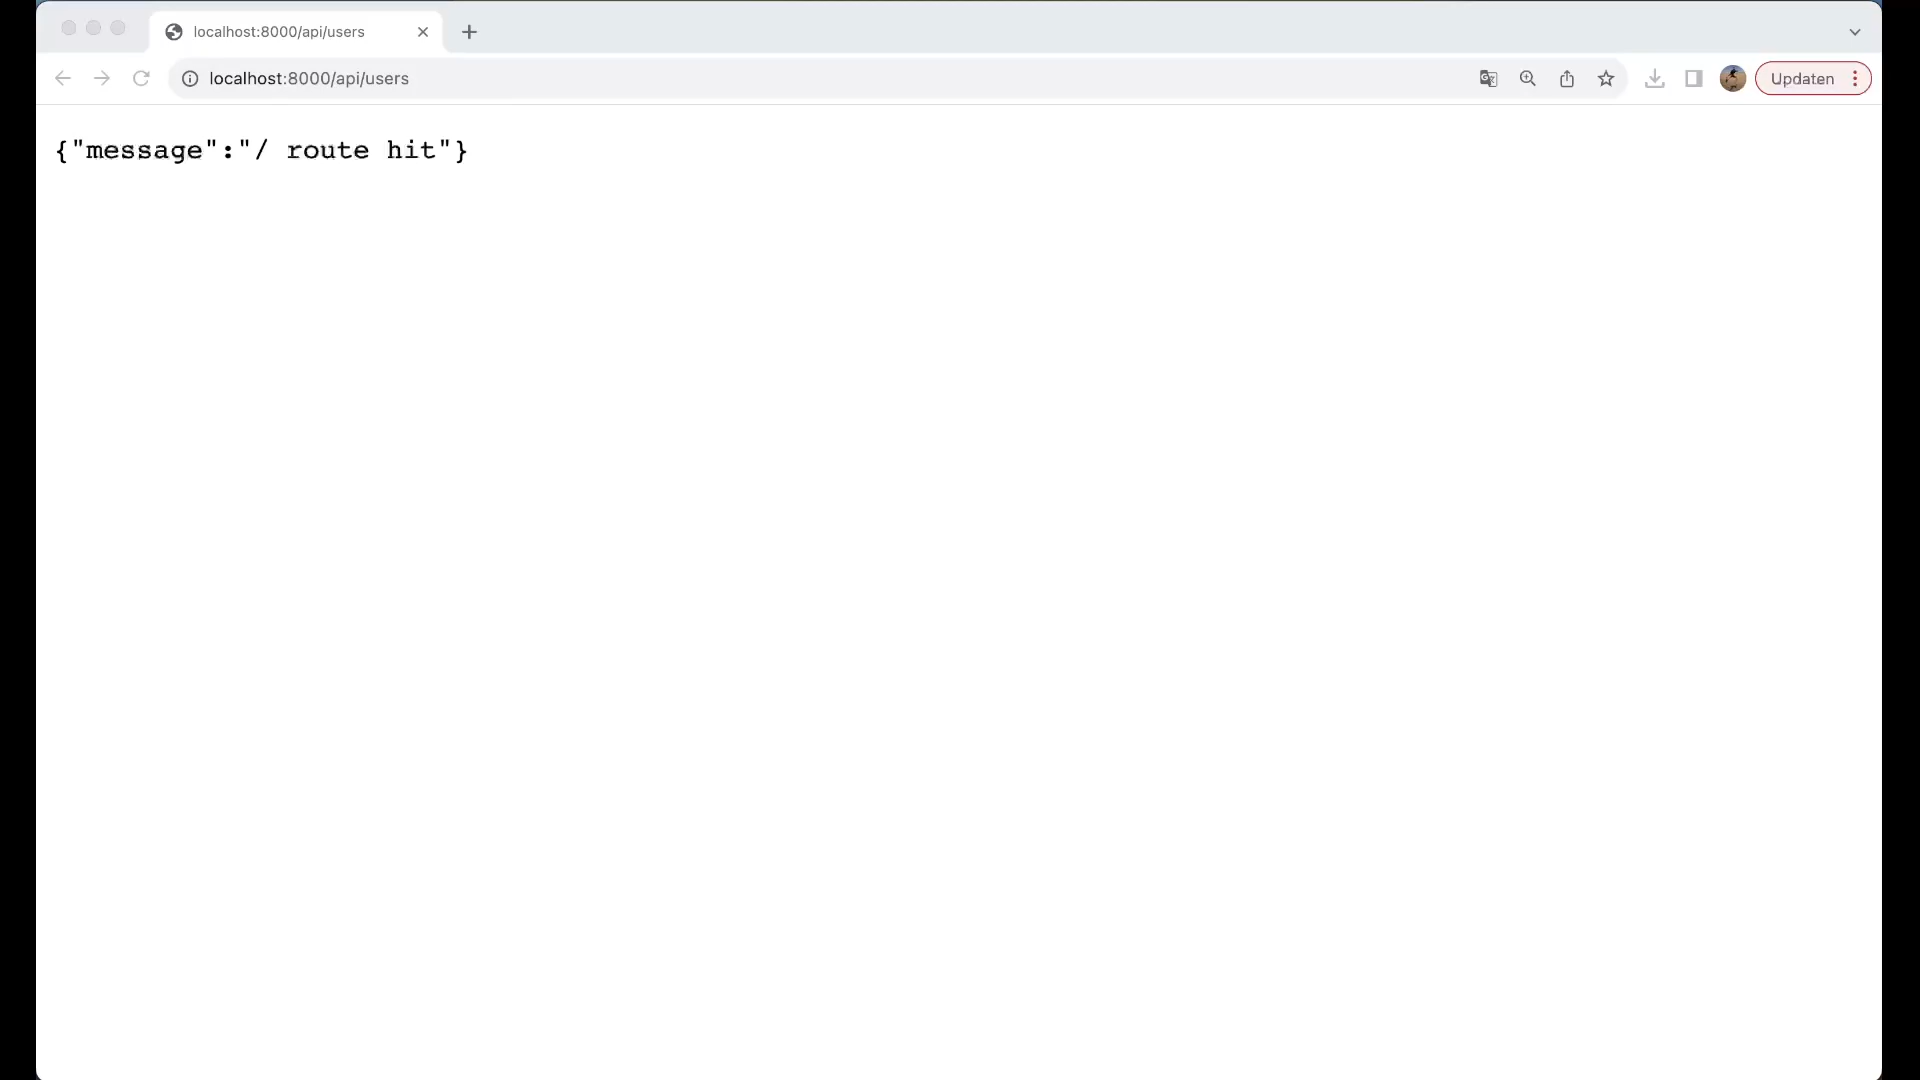 localhost:8000/api/users
localhost:8000/api/users
Updaten
{"message":"/ route hit"}